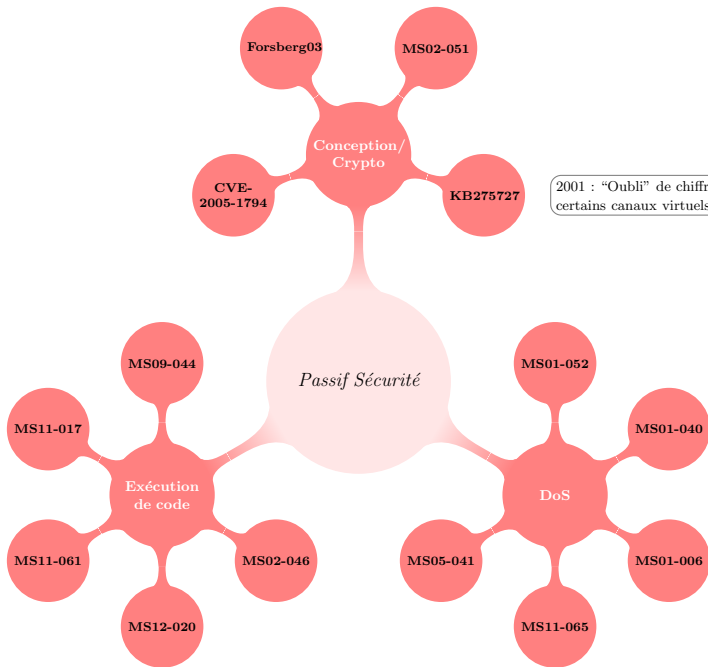 Forsberg03
MS02-051
Conception/
Crypto
CVE-
2005-1794
KB275727
2001 : “Oubli” de
certains canaux virtuels
Passif Sécurité
MS09-044
MS11-017
Exécution
de code
MS11-061
MS02-046
MS12-020
MS01-052
MS01-040
DoS
MS05-041
MS01-006
MS11-065